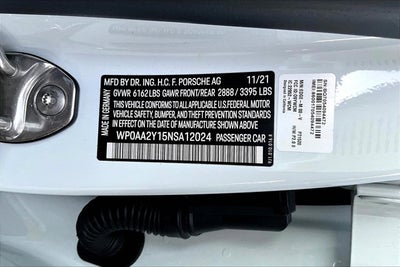 MFD BY DR. ING. H.C. F. PORSCHE AG 11/21
GVWR 6162 LBS GAWR FRONT/REAR 2888 / 3395 LBS
THIS VEHICLE CONFORMS TO ALL APPLICABLE U.S. FEDERAL MOTOR
VEHICLE SAFETY, BUMPER, AND THEFT PREVENTION STANDARDS
IN EFFECT ON THE DATE OF MANUFACTURE SHOWN ABOVE
WP0AA2Y15NSA12024 PASSENGER CAR
MADE IN GERMANY